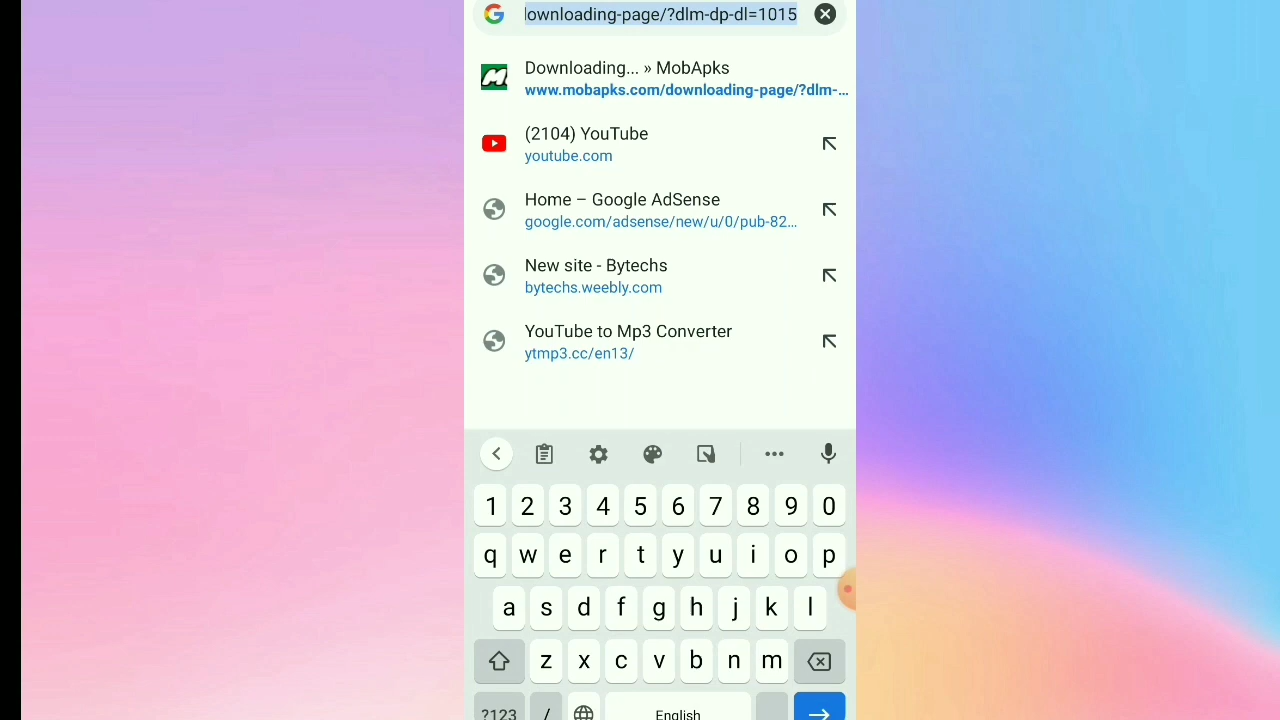 lownloading-page/?dlm-dp-dl=1015
Downloading... » MobApks
www.mobapks.com/downloading-page/?dlm-...
(2104) YouTube
youtube.com
Home – Google AdSense
google.com/adsense/new/u/0/pub-82...
New site - Bytechs
bytechs.weebly.com
YouTube to Mp3 Converter
ytmp3.cc/en13/
1 2 3 4 5 6 7 8 9 0
q w e r t y u i o p
a s d f g h j k l
z x c v b n m
?123 / English